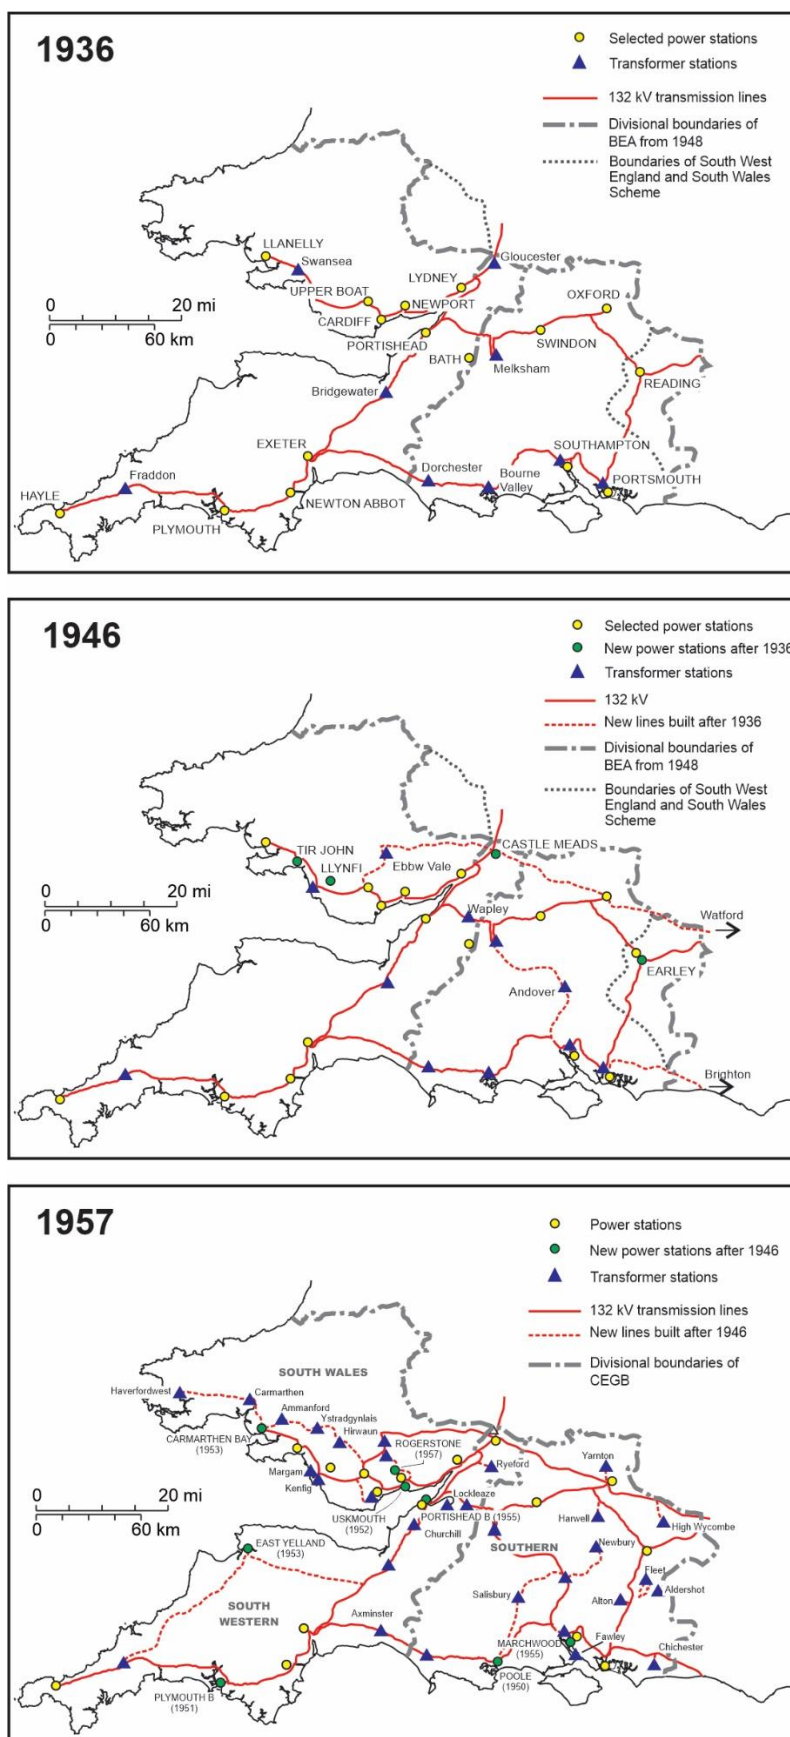 1936
Selected power stations
Transformer stations
132 kV transmission lines
Divisional boundaries of
BEA from 1948
Boundaries of South West
England and South Wales
Scheme
LLANELLY
Swansea
Gloucester
LYDNEY
UPPER BOAT
NEWPORT
OXFORD
0 20 mi
0 60 km
CARDIFF
PORTISHEAD
SWINDON
BATH
Melksham
READING
Bridgewater
EXETER
SOUTHAMPTON
Fraddon
Dorchester
Bourne
Valley
PORTSMOUTH
HAYLE
NEWTON ABBOT
PLYMOUTH
1946
Selected power stations
New power stations after 1936
Transformer stations
132 kV
New lines built after 1936
Divisional boundaries of
BEA from 1948
Boundaries of South West
England and South Wales
Scheme
TIR JOHN
CASTLE MEADS
LLYNFI
Ebbw Vale
0 20 mi
0 60 km
Wapley
Watford
EARLEY
Andover
Brighton
1957
Power stations
New power stations after 1946
Transformer stations
132 kV transmission lines
New lines built after 1946
Divisional boundaries of
CEGB
SOUTH WALES
Haverfordwest
Carmarthen
Ammanford
Ystradgynlais
Hirwaun
CARMARTHEN BAY
(1953)
ROGERSTONE
(1957)
Ryeford
Yarnton
Margam
Kenfig
Lockleaze
0 20 mi
0 60 km
USKMOUTH
(1952)
PORTISHEAD B (1955)
Harwell
High Wycombe
Churchill
EAST YELLAND
(1953)
SOUTHERN
Newbury
Fleet
Aldershot
Salisbury
Alton
SOUTH
WESTERN
Axminster
MARCHWOOD
(1955)
Fawley
Chichester
POOLE
(1950)
PLYMOUTH B
(1951)